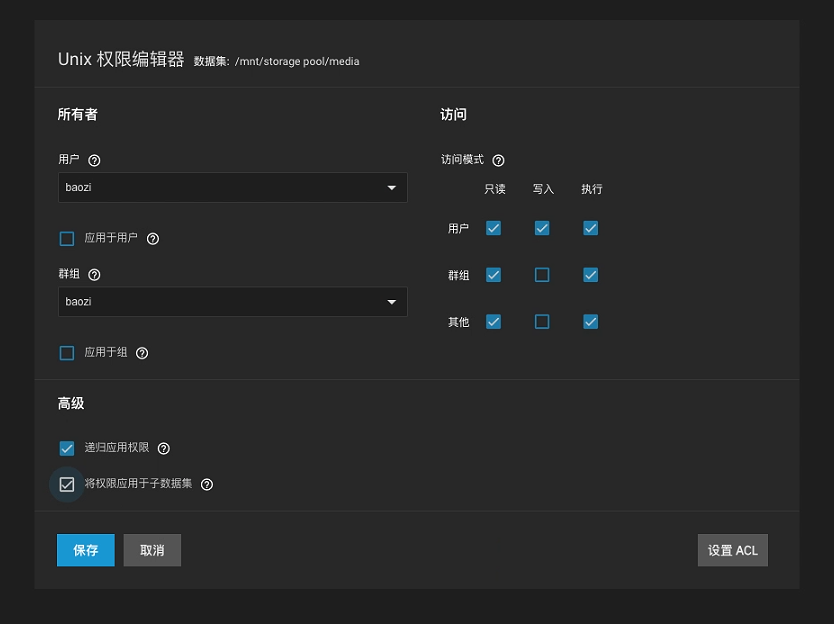 Unix 权限编辑器 数据集: /mnt/storage pool/media
所有者
用户
baozi
应用于用户
群组
baozi
应用于组
访问
访问模式
只读 写入 执行
用户
群组
其他
高级
递归应用权限
将权限应用于子数据集
保存 取消 设置 ACL